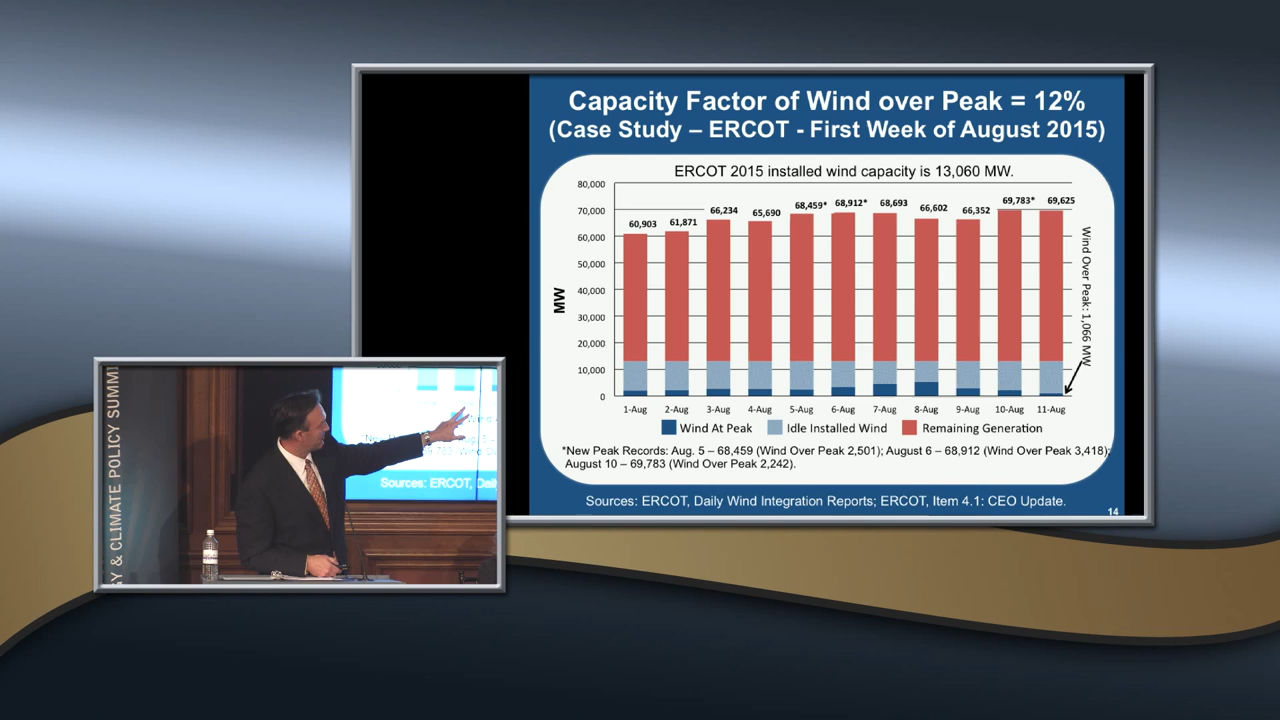 Capacity Factor of Wind over Peak = 12%
(Case Study – ERCOT - First Week of August 2015)
ERCOT 2015 installed wind capacity is 13,060 MW.
80,000
70,000
60,000
50,000
40,000
30,000
20,000
10,000
0
MW
60,903
61,871
66,234
65,690
68,459*
68,912*
68,693
66,602
66,352
69,783*
69,625
Wind Over Peak: 1,066 MW
1-Aug
2-Aug
3-Aug
4-Aug
5-Aug
6-Aug
7-Aug
8-Aug
9-Aug
10-Aug
11-Aug
Wind At Peak
Idle Installed Wind
Remaining Generation
*New Peak Records: Aug. 5 – 68,459 (Wind Over Peak 2,501); August 6 – 68,912 (Wind Over Peak 3,418);
August 10 – 69,783 (Wind Over Peak 2,242).
Sources: ERCOT, Daily Wind Integration Reports; ERCOT, Item 4.1: CEO Update.
14
& CLIMATE POLICY SUMM
Sources: ERCOT, Dail